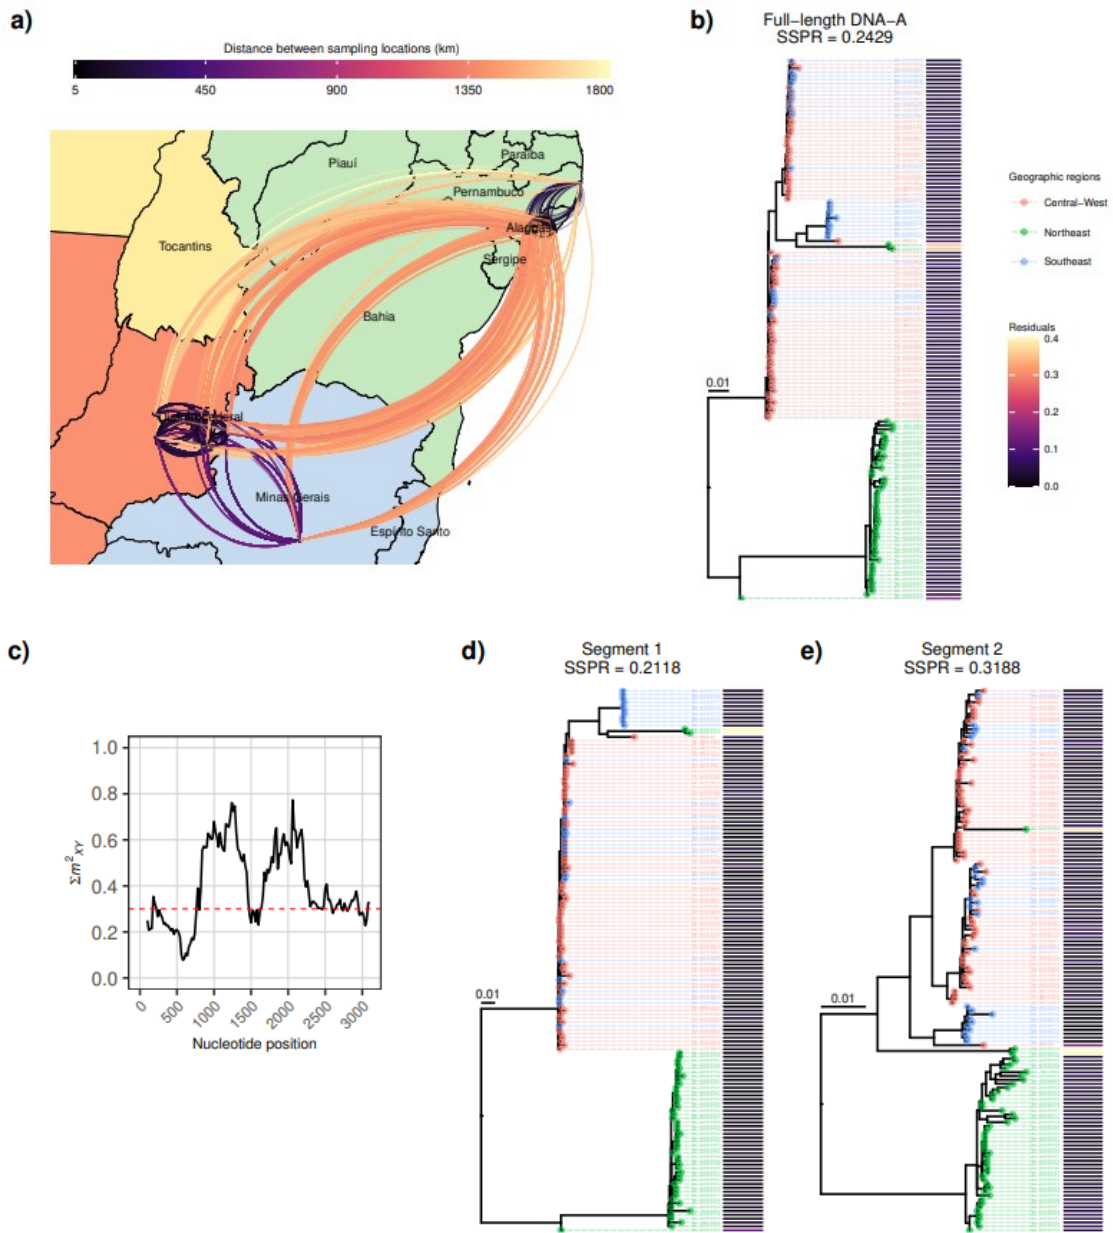 a)
Distance between sampling locations (km)
5 450 900 1350 1800
Piauí
Paraíba
Pernambuco
Alagoas
Tocantins
Sergipe
Bahia
Minas Gerais
Espírito Santo
b)
Full−length DNA−A
SSPR = 0.2429
0.01
Geographic regions
Central−West
Northeast
Southeast
Residuals
0.4
0.3
0.2
0.1
0.0
c)
Σm²XY
1.0
0.8
0.6
0.4
0.2
0.0
0 500 1000 1500 2000 2500 3000
Nucleotide position
d)
Segment 1
SSPR = 0.2118
0.01
e)
Segment 2
SSPR = 0.3188
0.01